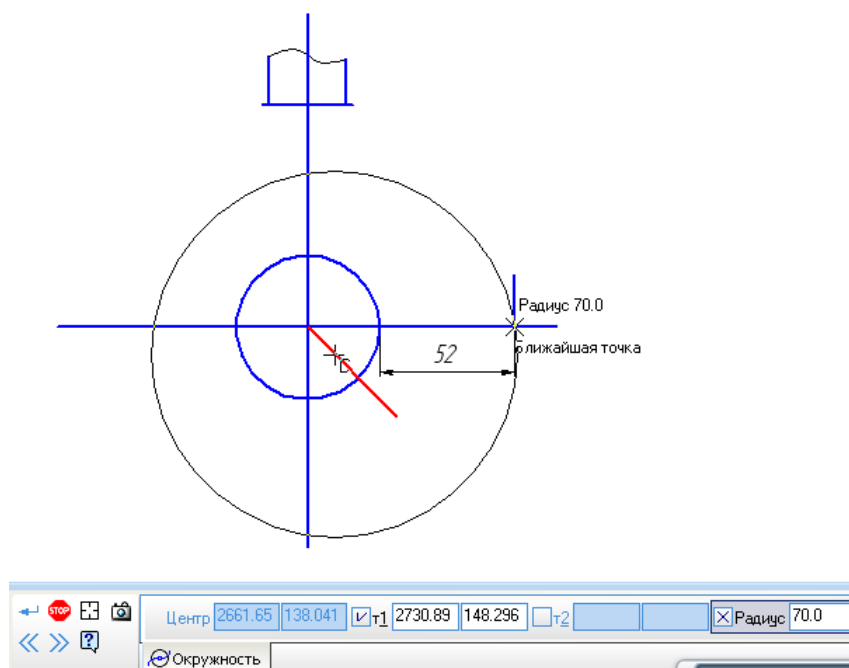 Радиус 70.0
ближайшая точка
52
STOP
Центр 2661.65 138.041 т1 2730.89 148.296 т2 Радиус 70.0
Окружность